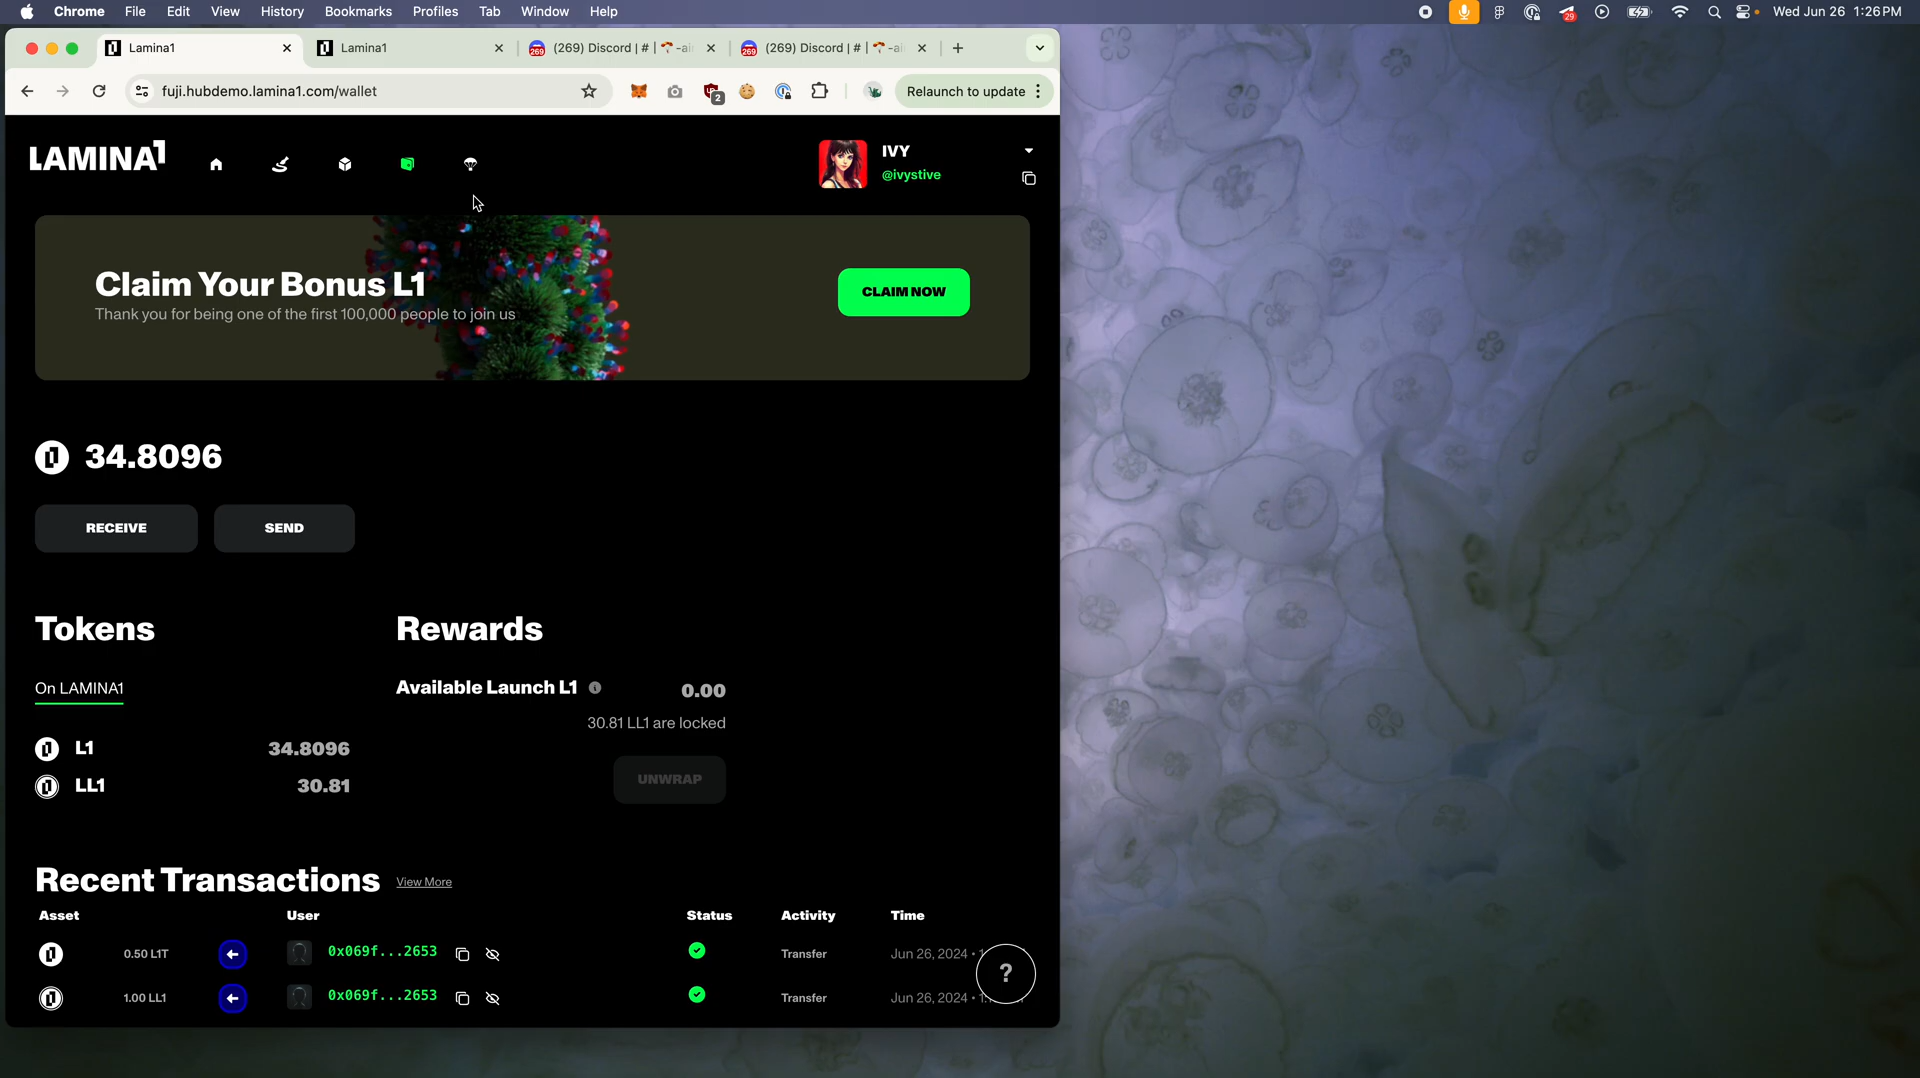 Chrome File Edit View History Bookmarks Profiles Tab Window Help
29
Wed Jun 26 1:26 PM
Lamina1
Lamina1
(269) Discord | # |
(269) Discord | # |
fuji.hubdemo.lamina1.com/wallet
2
Relaunch to update
LAMINA1
IVY
@ivystive
Claim Your Bonus L1
Thank you for being one of the first 100,000 people to join us
CLAIM NOW
34.8096
RECEIVE
SEND
Tokens
Rewards
On LAMINA1
Available Launch L1
0.00
30.81 LL1 are locked
L1 34.8096
UNWRAP
LL1 30.81
Recent Transactions View More
Asset User Status Activity Time
0.50 L1T 0x069f...2653 Transfer Jun 26, 2024 •
?
1.00 LL1 0x069f...2653 Transfer Jun 26, 2024 •